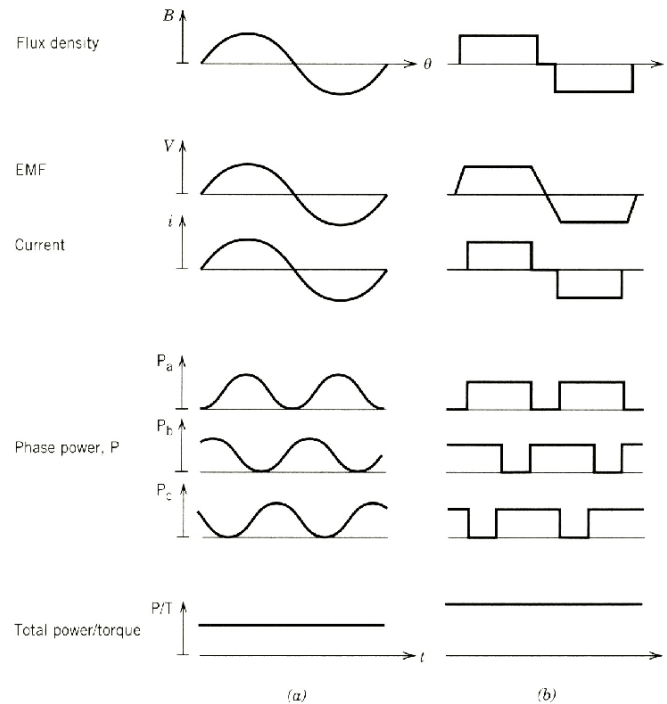 B
Flux density
θ
V
EMF
i
Current
Pa
Pb
Phase power, P
Pc
P/T
Total power/torque
t
(a) (b)